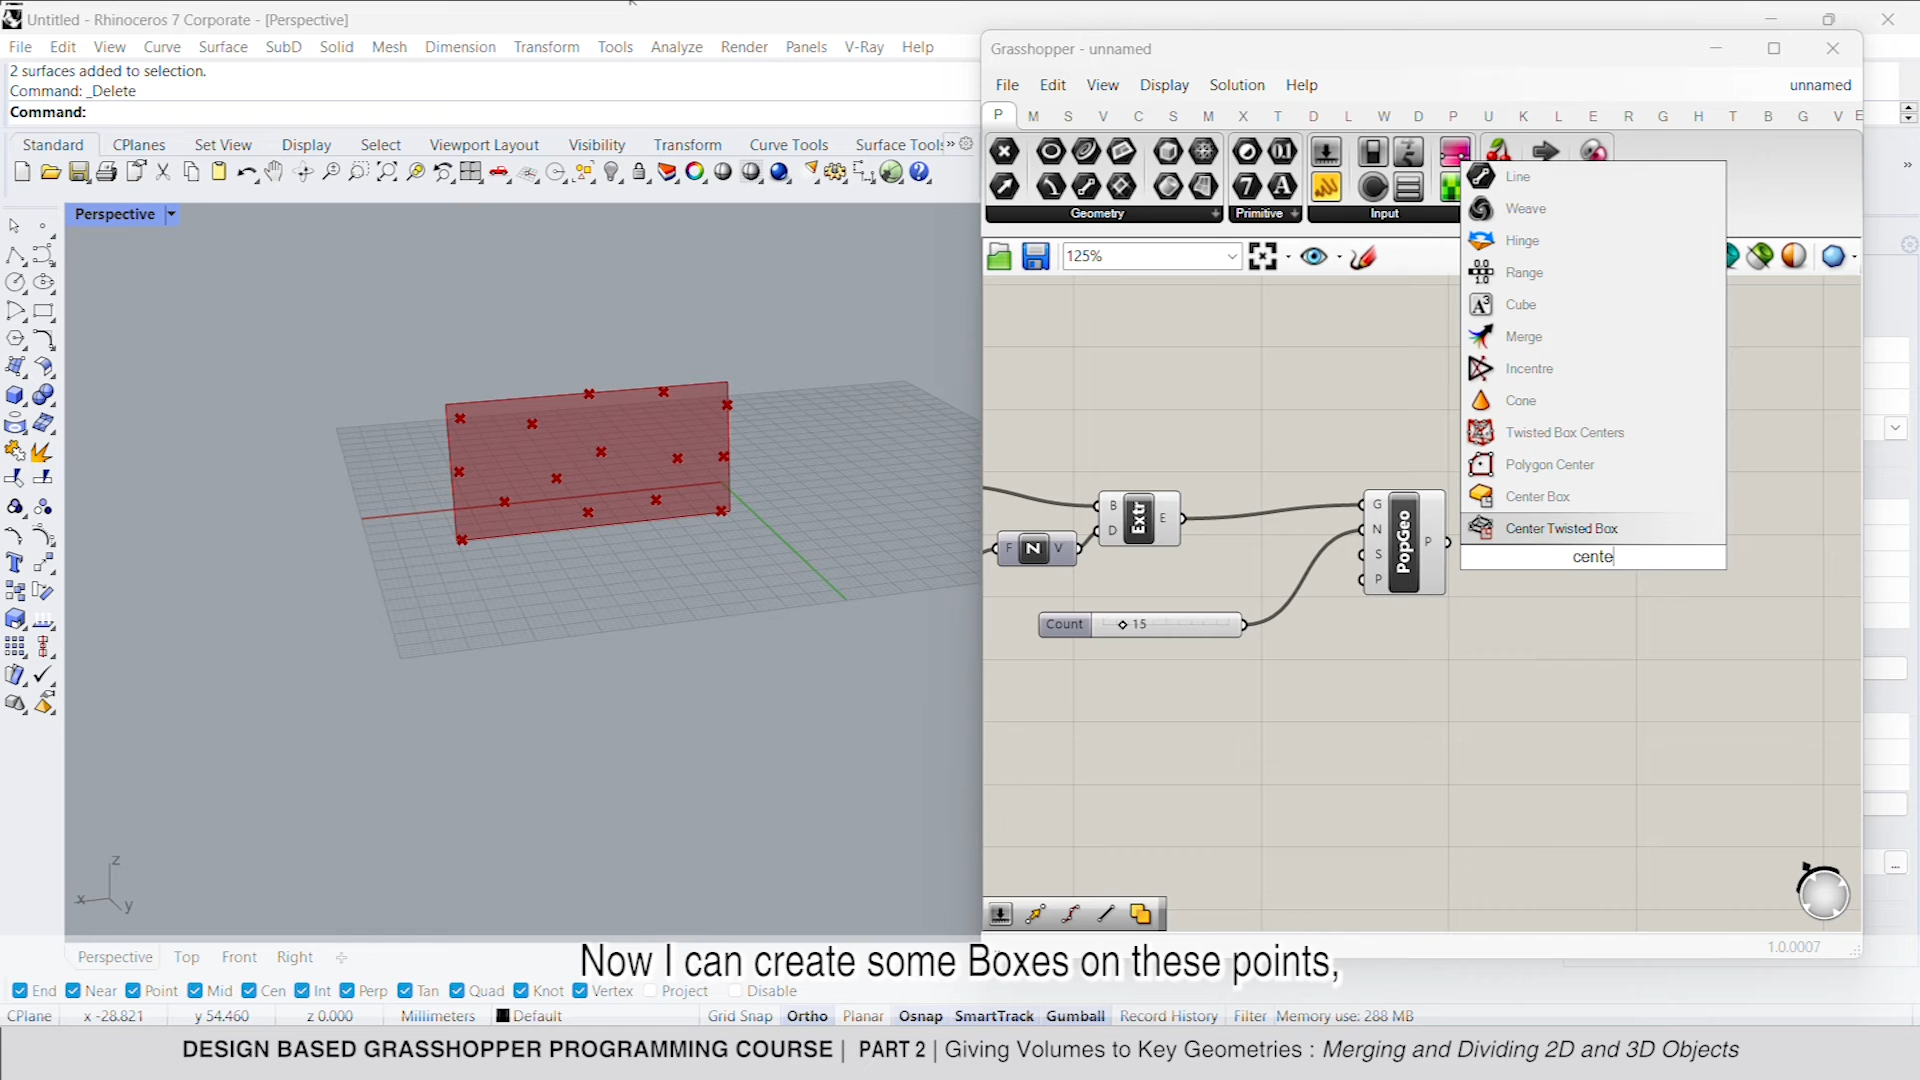 Untitled - Rhinoceros 7 Corporate - [Perspective]
File Edit View Curve Surface SubD Solid Mesh Dimension Transform Tools Analyze Render Panels V-Ray Help
2 surfaces added to selection.
Command: _Delete
Command:
Standard CPlanes Set View Display Select Viewport Layout Visibility Transform Curve Tools Surface Tools »
Perspective
Grasshopper - unnamed
File Edit View Display Solution Help unnamed
P M S V C S M X T D L W D P U K L E R G H T B G V E
Geometry Primitive Input
125%
Line
Weave
Hinge
Range
Cube
Merge
Incentre
Cone
Twisted Box Centers
Polygon Center
Center Box
Center Twisted Box
cente
B D Extr E
F N V
G N S P PopGeo P
Count 15
z
x y
1.0.0007
Now I can create some Boxes on these points,
Perspective Top Front Right
End Near Point Mid Cen Int Perp Tan Quad Knot Vertex Project Disable
CPlane x -28.821 y 54.460 z 0.000 Millimeters Default Grid Snap Ortho Planar Osnap SmartTrack Gumball Record History Filter Memory use: 288 MB
DESIGN BASED GRASSHOPPER PROGRAMMING COURSE | PART 2 | Giving Volumes to Key Geometries : Merging and Dividing 2D and 3D Objects